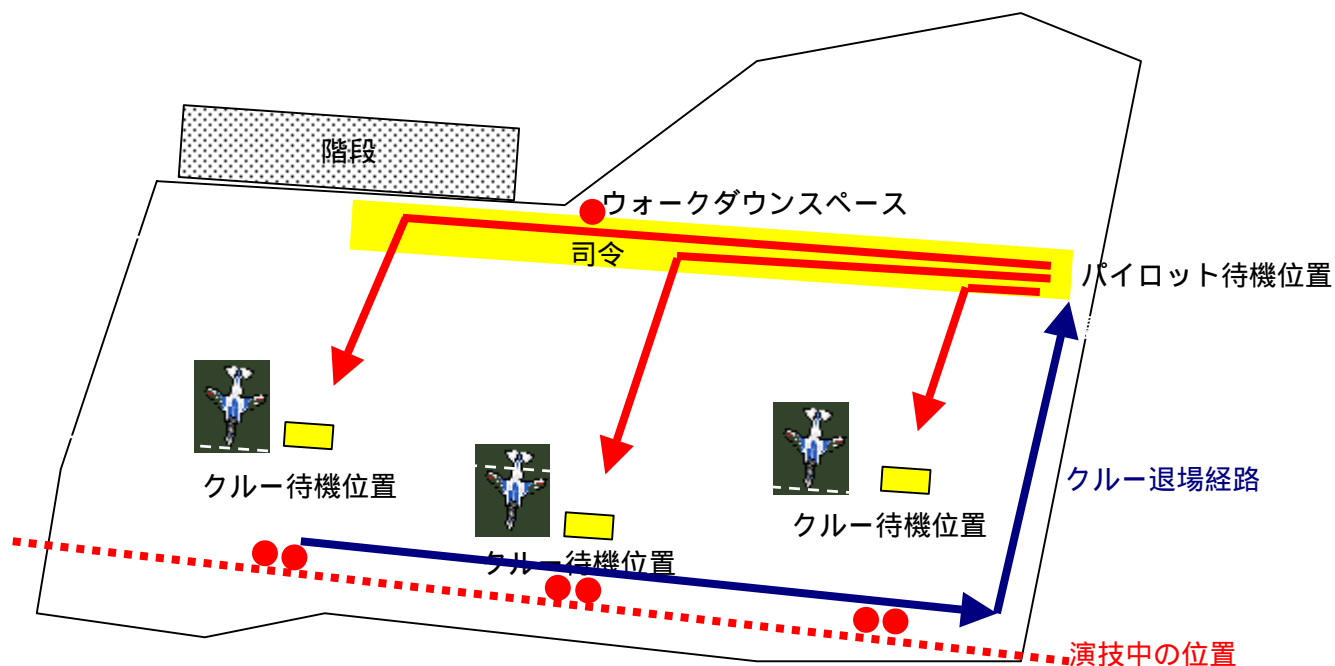 階段
ウォークダウンスペース
司令
パイロット待機位置
クルー退場経路
クルー待機位置
クルー待機位置
クルー待機位置
演技中の位置